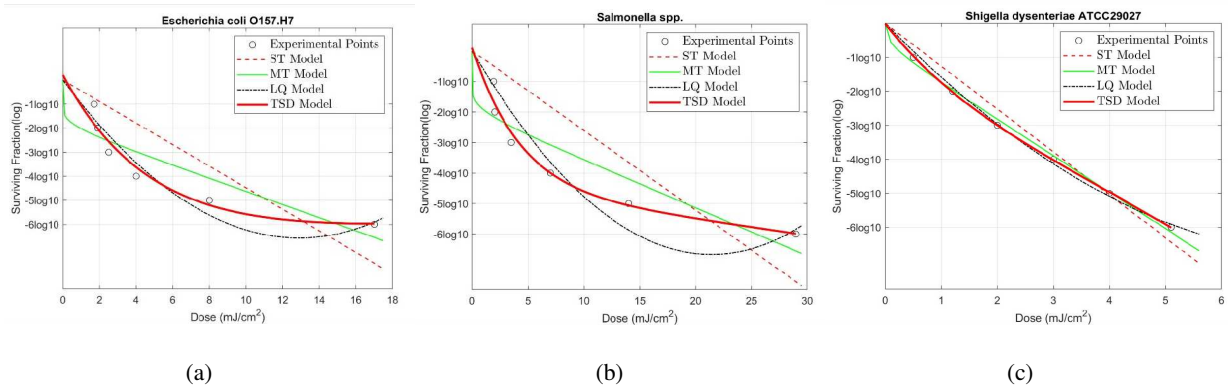 Escherichia coli O157.H7
Experimental Points
ST Model
MT Model
LQ Model
TSD Model
Surviving Fraction(log)
-1log10
-2log10
-3log10
-4log10
-5log10
-6log10
0 2 4 6 8 10 12 14 16 18
Dose (mJ/cm²)
(a)
Salmonella spp.
Experimental Points
ST Model
MT Model
LQ Model
TSD Model
Surviving Fraction(log)
-1log10
-2log10
-3log10
-4log10
-5log10
-6log10
0 5 10 15 20 25 30
Dose (mJ/cm²)
(b)
Shigella dysenteriae ATCC29027
Experimental Points
ST Model
MT Model
LQ Model
TSD Model
Surviving Fraction(log)
-1log10
-2log10
-3log10
-4log10
-5log10
-6log10
0 1 2 3 4 5 6
Dose (mJ/cm²)
(c)